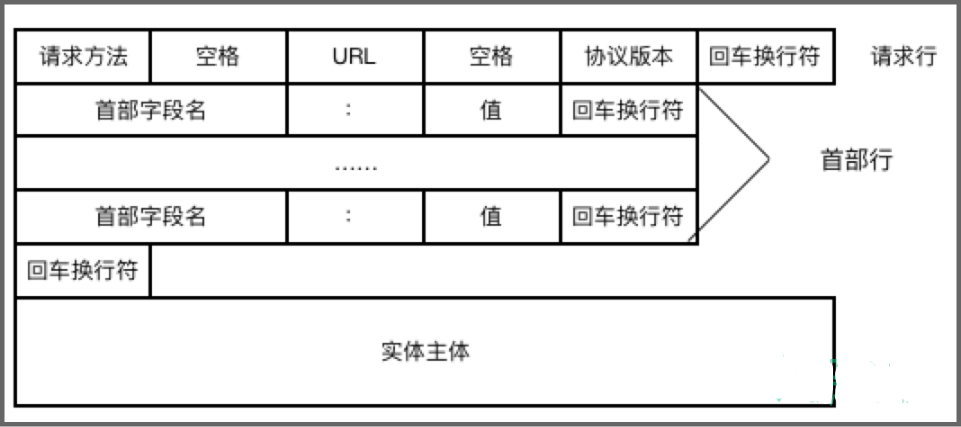 请求方法 空格 URL 空格 协议版本 回车换行符 请求行
首部字段名 : 值 回车换行符
...... 首部行
首部字段名 : 值 回车换行符
回车换行符
实体主体